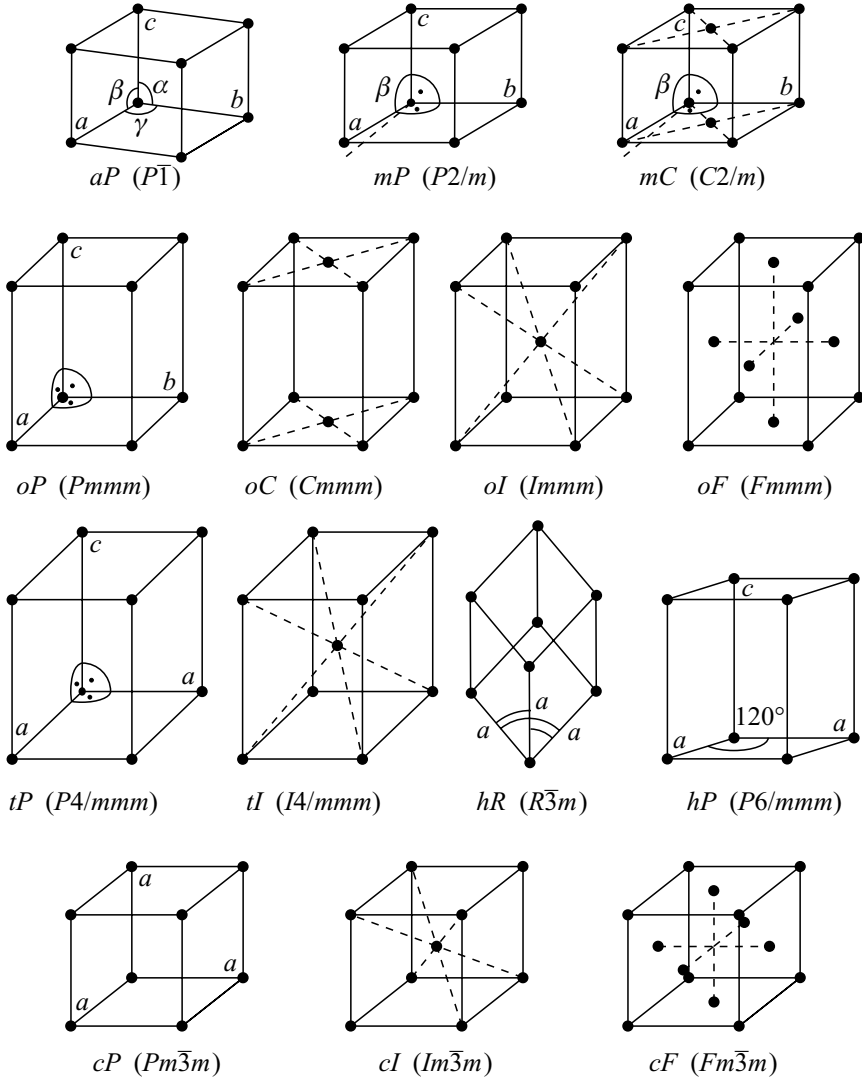 c
β α
a b
γ
aP (P1̅)
c
β
a b
mP (P2/m)
c
β
a b
mC (C2/m)
c
b
a
oP (Pmmm)
oC (Cmmm)
oI (Immm)
oF (Fmmm)
c
a
a
tP (P4/mmm)
tI (I4/mmm)
a
a a
hR (R3̅m)
c
120°
a a
hP (P6/mmm)
a
a
a
cP (Pm3̅m)
cI (Im3̅m)
cF (Fm3̅m)